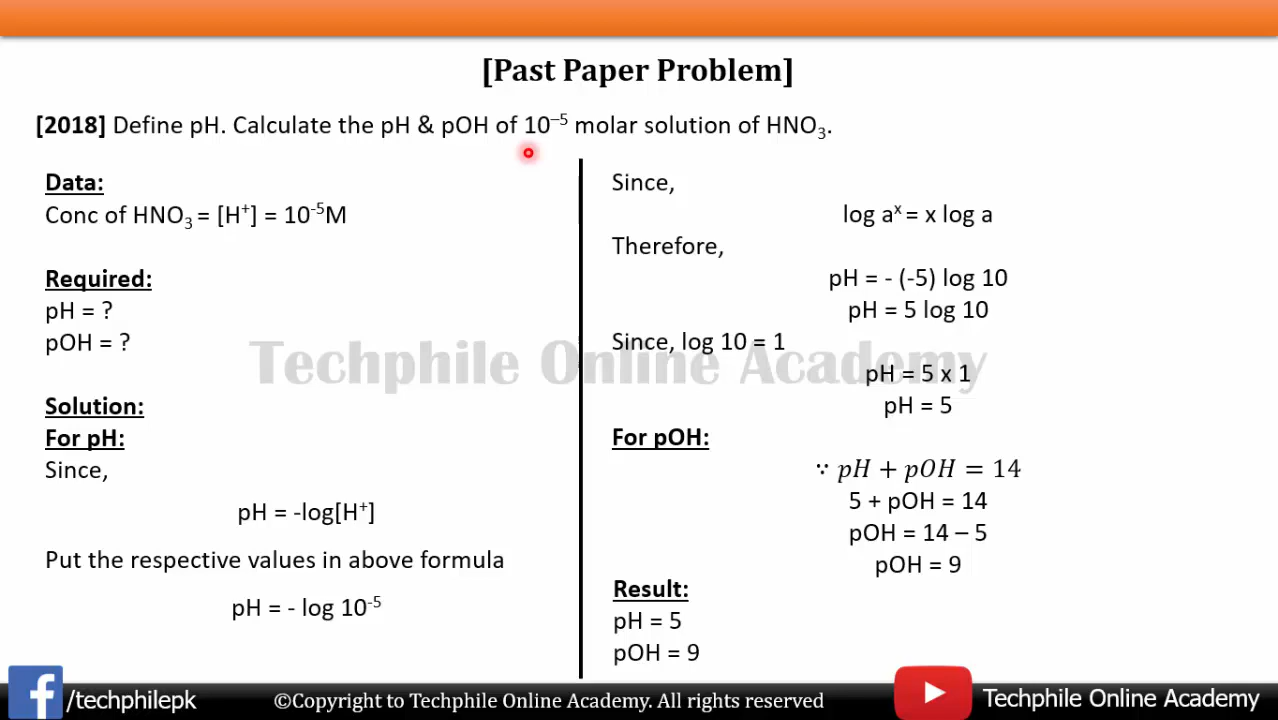 [Past Paper Problem]
[2018] Define pH. Calculate the pH & pOH of 10⁻⁵ molar solution of HNO₃.
Data:
Conc of HNO₃ = [H⁺] = 10⁻⁵M
Required:
pH = ?
pOH = ?
Solution:
For pH:
Since,
pH = -log[H⁺]
Put the respective values in above formula
pH = - log 10⁻⁵
Since,
log aˣ = x log a
Therefore,
pH = - (-5) log 10
pH = 5 log 10
Since, log 10 = 1
pH = 5 x 1
pH = 5
For pOH:
∵ pH + pOH = 14
5 + pOH = 14
pOH = 14 – 5
pOH = 9
Result:
pH = 5
pOH = 9
Techphile Online Academy
f /techphilepk
©Copyright to Techphile Online Academy. All rights reserved
Techphile Online Academy